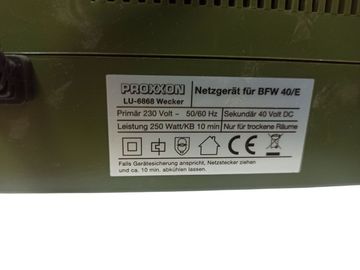 PROXXON
LU-6868 Wecker
Netzgerät für BFW 40/E
Primär 230 Volt ~ 50/60 Hz
Sekundär 40 Volt DC
Leistung 250 Watt/KB 10 min
Nur für trockene Räume
CE
Falls Gerätesicherung anspricht, Netzstecker ziehen
und ca. 10 min. abkühlen lassen.